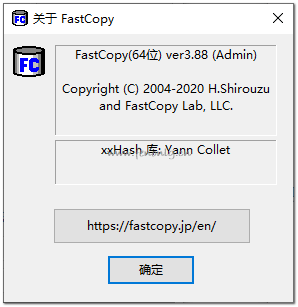 关于 FastCopy
FC
FastCopy(64位) ver3.88 (Admin)
Copyright (C) 2004-2020 H.Shirouzu
and FastCopy Lab, LLC.
xxHash 库: Yann Collet
https://fastcopy.jp/en/
确定